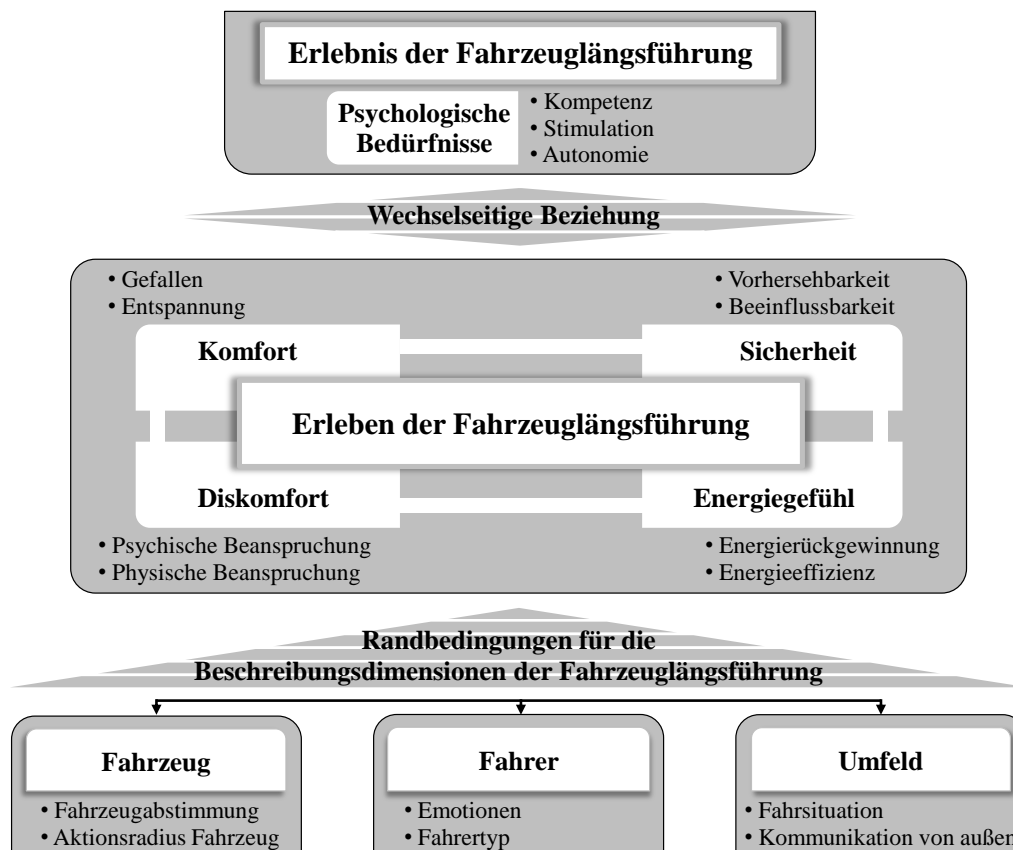 Erlebnis der Fahrzeuglängsführung
Psychologische
Bedürfnisse
• Kompetenz
• Stimulation
• Autonomie
Wechselseitige Beziehung
• Gefallen
• Entspannung
• Vorhersehbarkeit
• Beeinflussbarkeit
Komfort
Sicherheit
Erleben der Fahrzeuglängsführung
Diskomfort
Energiegefühl
• Psychische Beanspruchung
• Physische Beanspruchung
• Energierückgewinnung
• Energieeffizienz
Randbedingungen für die
Beschreibungsdimensionen der Fahrzeuglängsführung
Fahrzeug
• Fahrzeugabstimmung
• Aktionsradius Fahrzeug
Fahrer
• Emotionen
• Fahrertyp
Umfeld
• Fahrsituation
• Kommunikation von außen